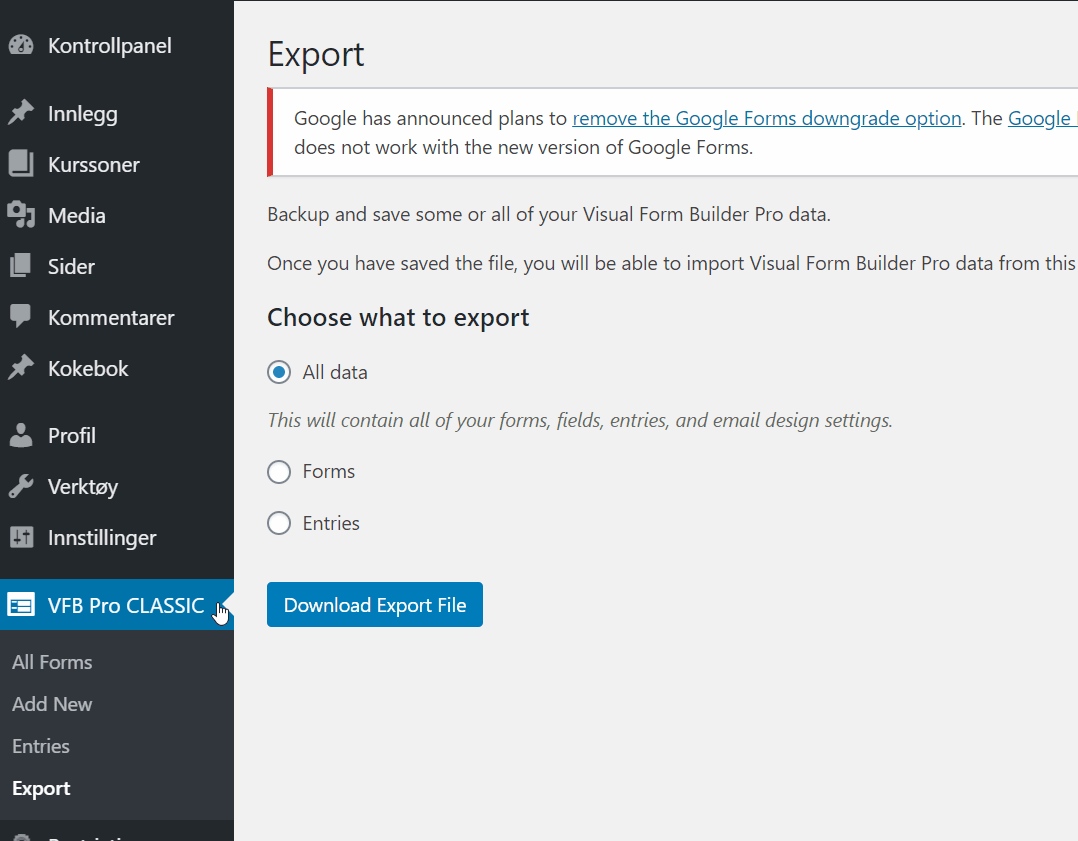 Kontrollpanel
Innlegg
Kurssoner
Media
Sider
Kommentarer
Kokebok
Profil
Verktøy
Innstillinger
VFB Pro CLASSIC
All Forms
Add New
Entries
Export
Export
Google has announced plans to remove the Google Forms downgrade option. The Google
does not work with the new version of Google Forms.
Backup and save some or all of your Visual Form Builder Pro data.
Once you have saved the file, you will be able to import Visual Form Builder Pro data from this
Choose what to export
All data
This will contain all of your forms, fields, entries, and email design settings.
Forms
Entries
Download Export File